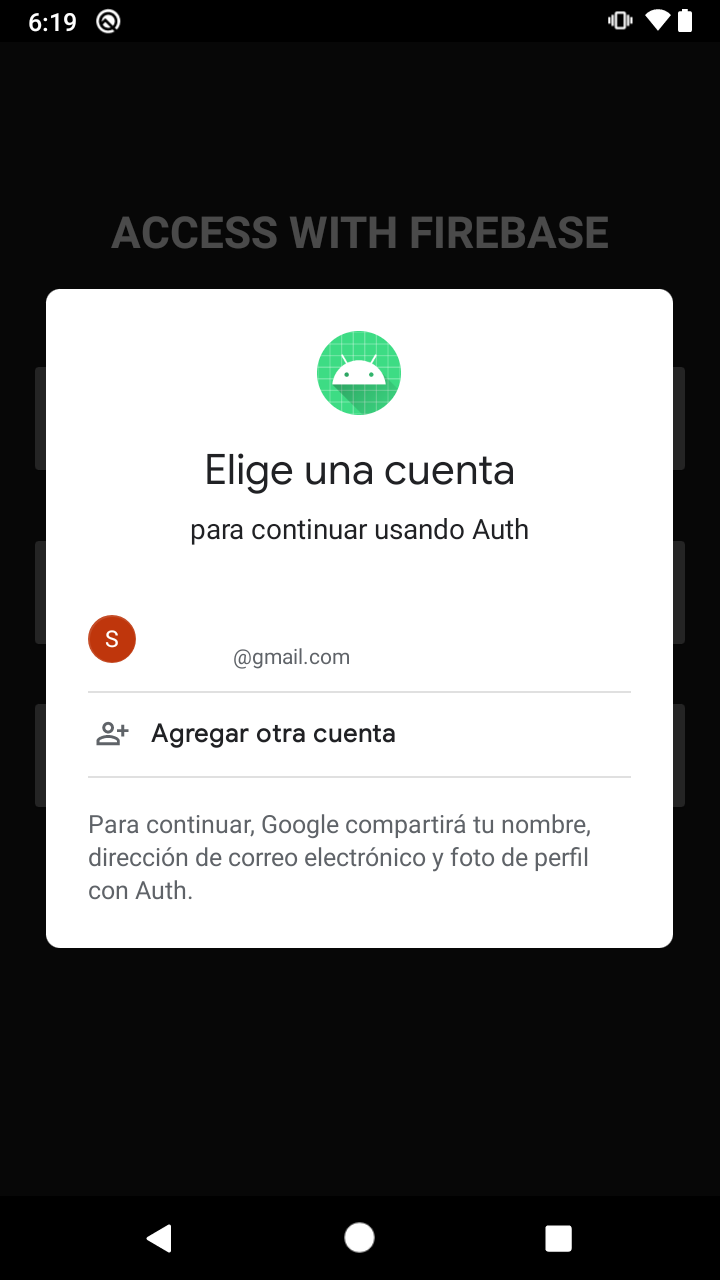 6:19
ACCESS WITH FIREBASE
Elige una cuenta
para continuar usando Auth
S
@gmail.com
Agregar otra cuenta
Para continuar, Google compartirá tu nombre,
dirección de correo electrónico y foto de perfil
con Auth.